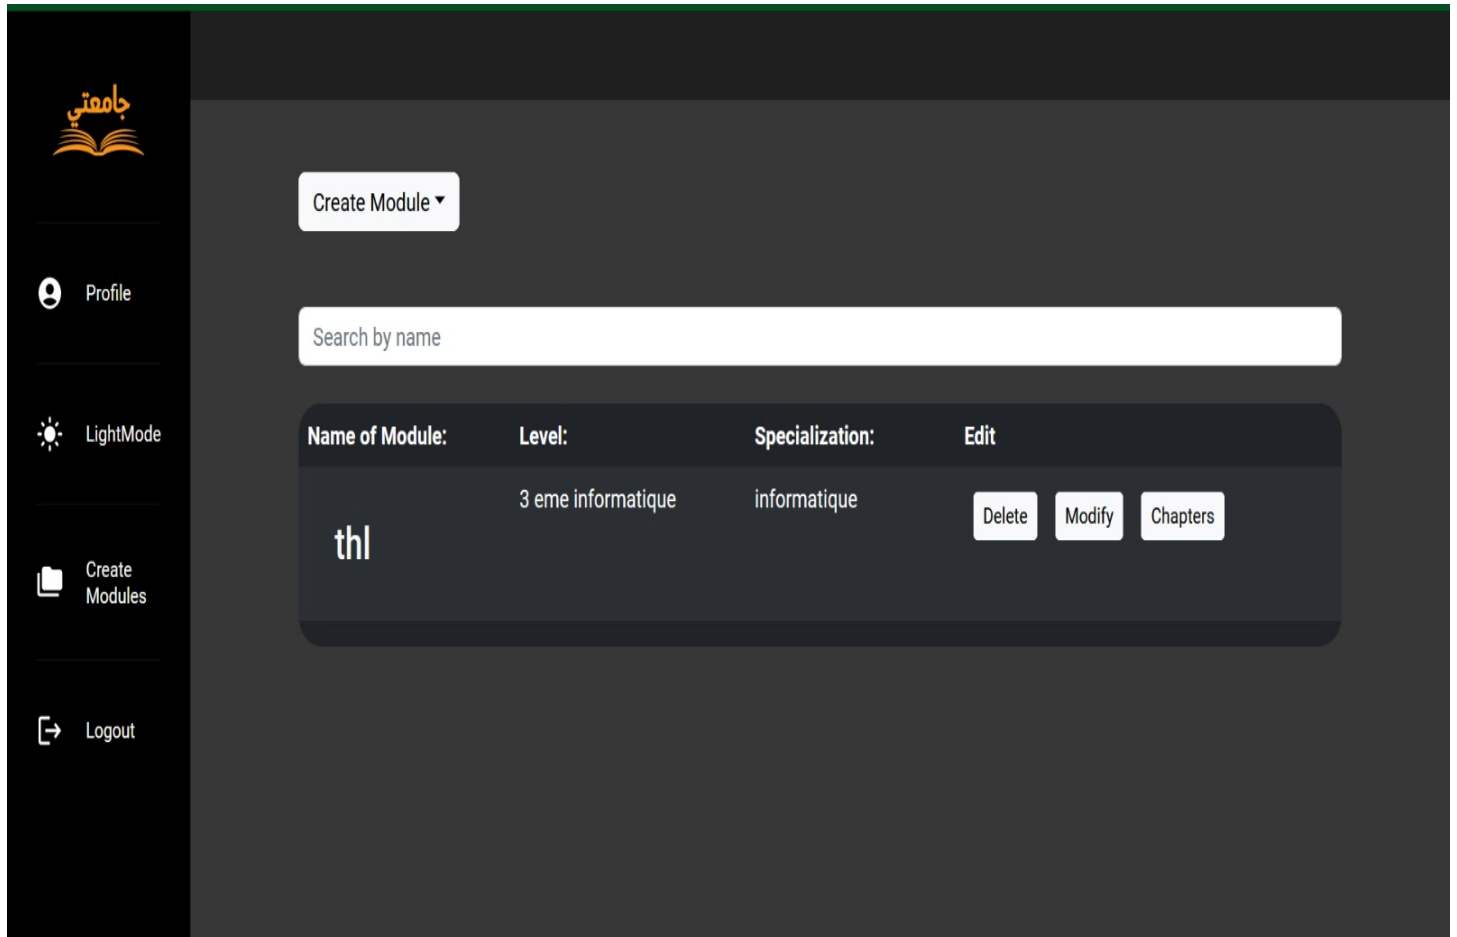 جامعتي
Profile
LightMode
Create
Modules
Logout
Create Module
Search by name
Name of Module: Level: Specialization: Edit
thl 3 eme informatique informatique Delete Modify Chapters